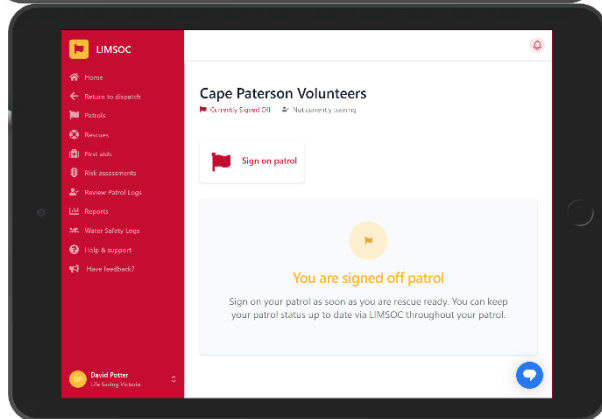 LIMSOC
Home
Return to dispatch
Patrols
Rescues
First aids
Risk assessments
Review Patrol Logs
Reports
Water Safety Logs
Help & support
Have feedback?
DP
David Potter
Life Saving Victoria
Cape Paterson Volunteers
Currently Signed Off Not currently training
Sign on patrol
You are signed off patrol
Sign on your patrol as soon as you are rescue ready. You can keep
your patrol status up to date via LIMSOC throughout your patrol.